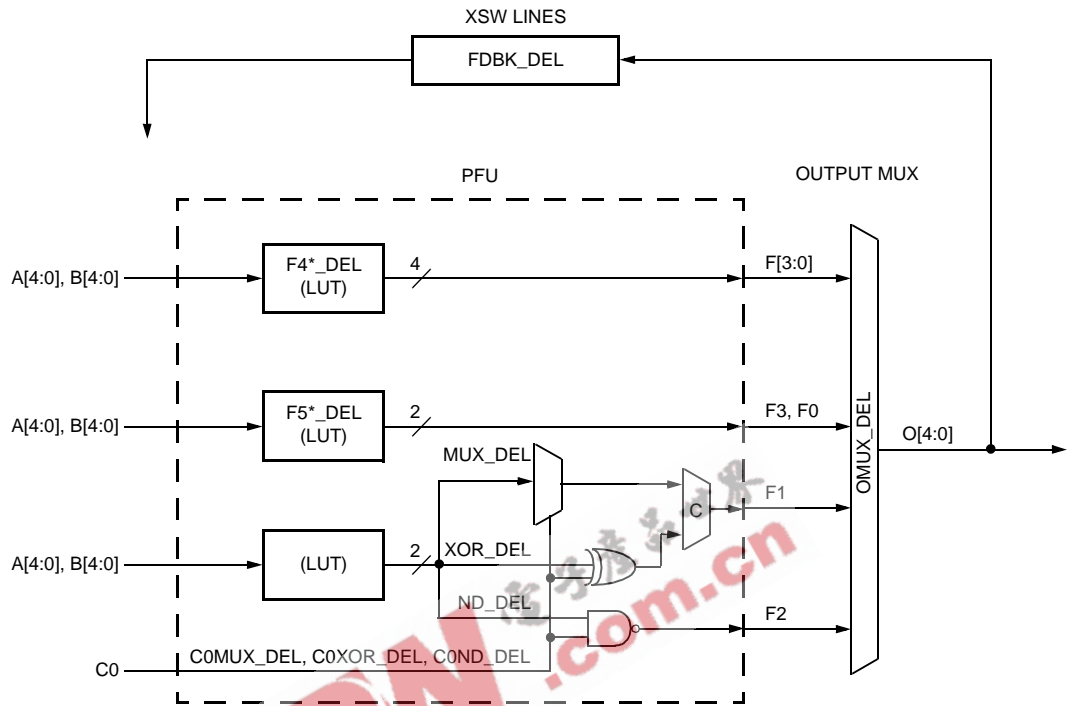 XSW LINES
FDBK_DEL
PFU
OUTPUT MUX
A[4:0], B[4:0]
F4*_DEL
(LUT)
4
F[3:0]
A[4:0], B[4:0]
F5*_DEL
(LUT)
2
F3, F0
OMUX_DEL
O[4:0]
MUX_DEL
C
F1
A[4:0], B[4:0]
(LUT)
2
XOR_DEL
ND_DEL
F2
C0
C0MUX_DEL, C0XOR_DEL, C0ND_DEL
.com.cn